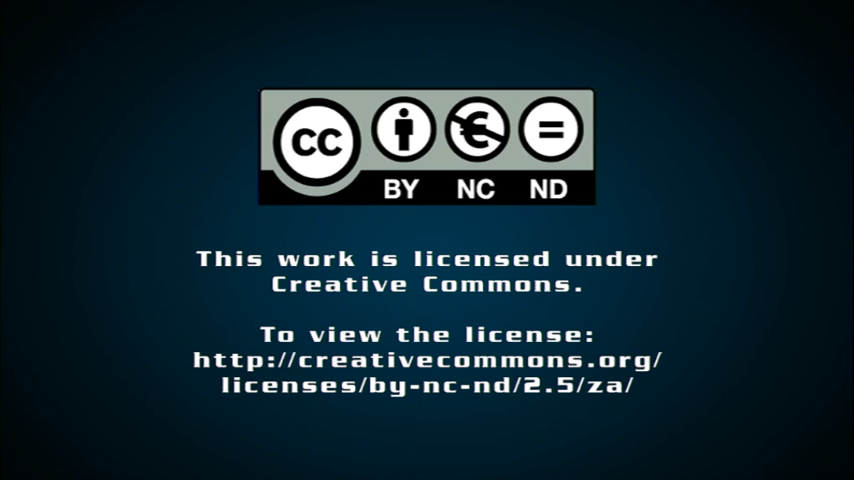 CC
BY NC ND
This work is licensed under
Creative Commons.
To view the license:
http://creativecommons.org/
licenses/by-nc-nd/2.5/za/